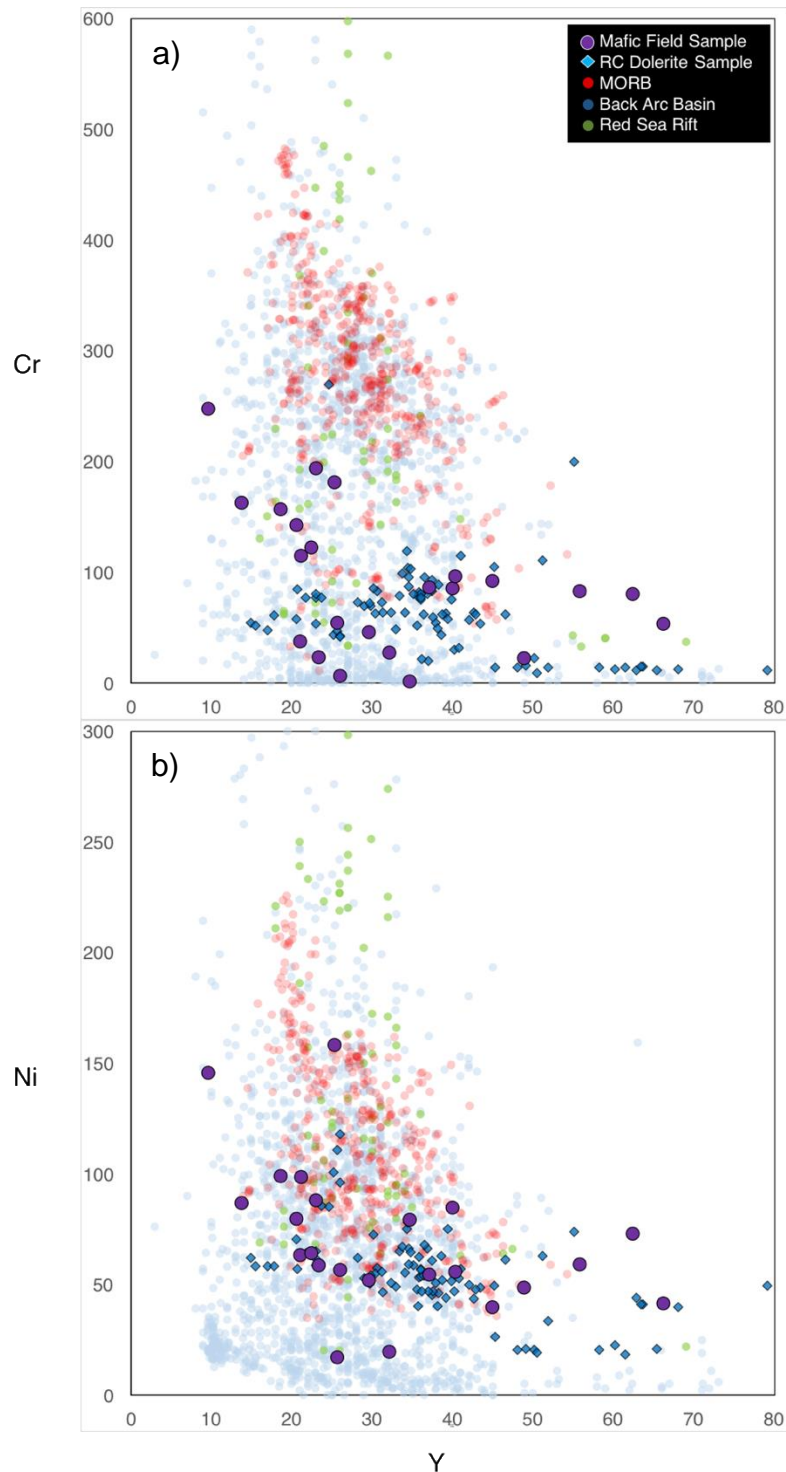 600
a)
Mafic Field Sample
RC Dolerite Sample
MORB
Back Arc Basin
Red Sea Rift
500
400
Cr
300
200
100
0
0 10 20 30 40 50 60 70 80
300
b)
250
200
150
Ni
100
50
0
0 10 20 30 40 50 60 70 80
Y